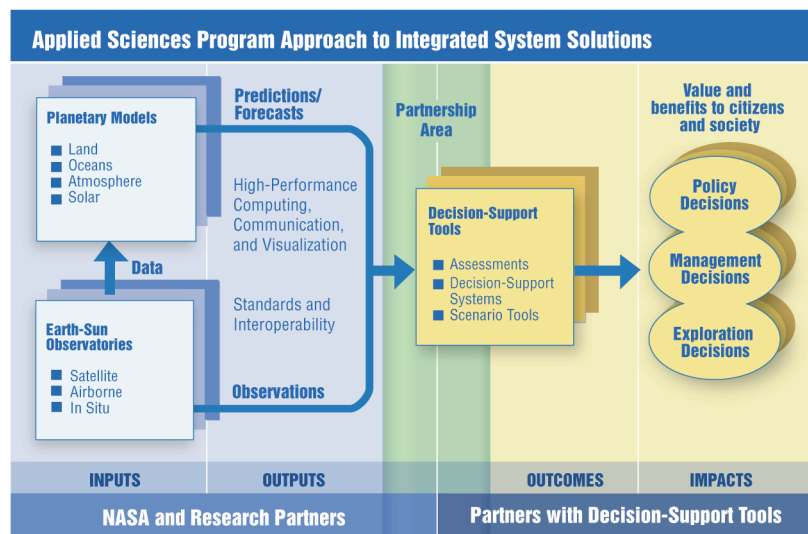 Applied Sciences Program Approach to Integrated System Solutions
Planetary Models
Land
Oceans
Atmosphere
Solar
Data
Earth-Sun
Observatories
Satellite
Airborne
In Situ
Predictions/
Forecasts
High-Performance
Computing,
Communication,
and Visualization
Standards and
Interoperability
Observations
Partnership
Area
Decision-Support
Tools
Assessments
Decision-Support
Systems
Scenario Tools
Value and
benefits to citizens
and society
Policy
Decisions
Management
Decisions
Exploration
Decisions
INPUTS
OUTPUTS
OUTCOMES
IMPACTS
NASA and Research Partners
Partners with Decision-Support Tools